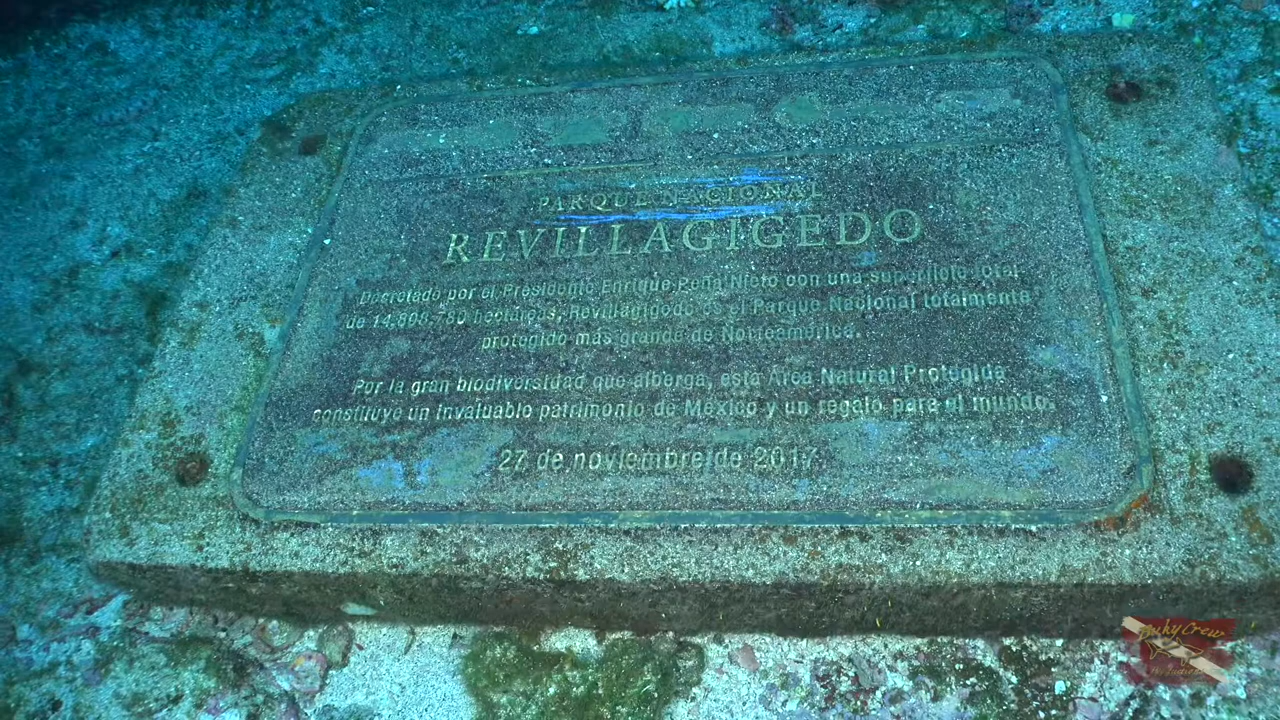 PARQUE NACIONAL
REVILLAGIGEDO
Decretado por el Presidente Enrique Peña Nieto con una superficie total
de 14,808,780 hectáreas, Revillagigedo es el Parque Nacional totalmente
protegido más grande de Norteamérica.
Por la gran biodiversidad que alberga, esta Área Natural Protegida
constituye un invaluable patrimonio de México y un regalo para el mundo.
27 de noviembre de 2017.
Crew